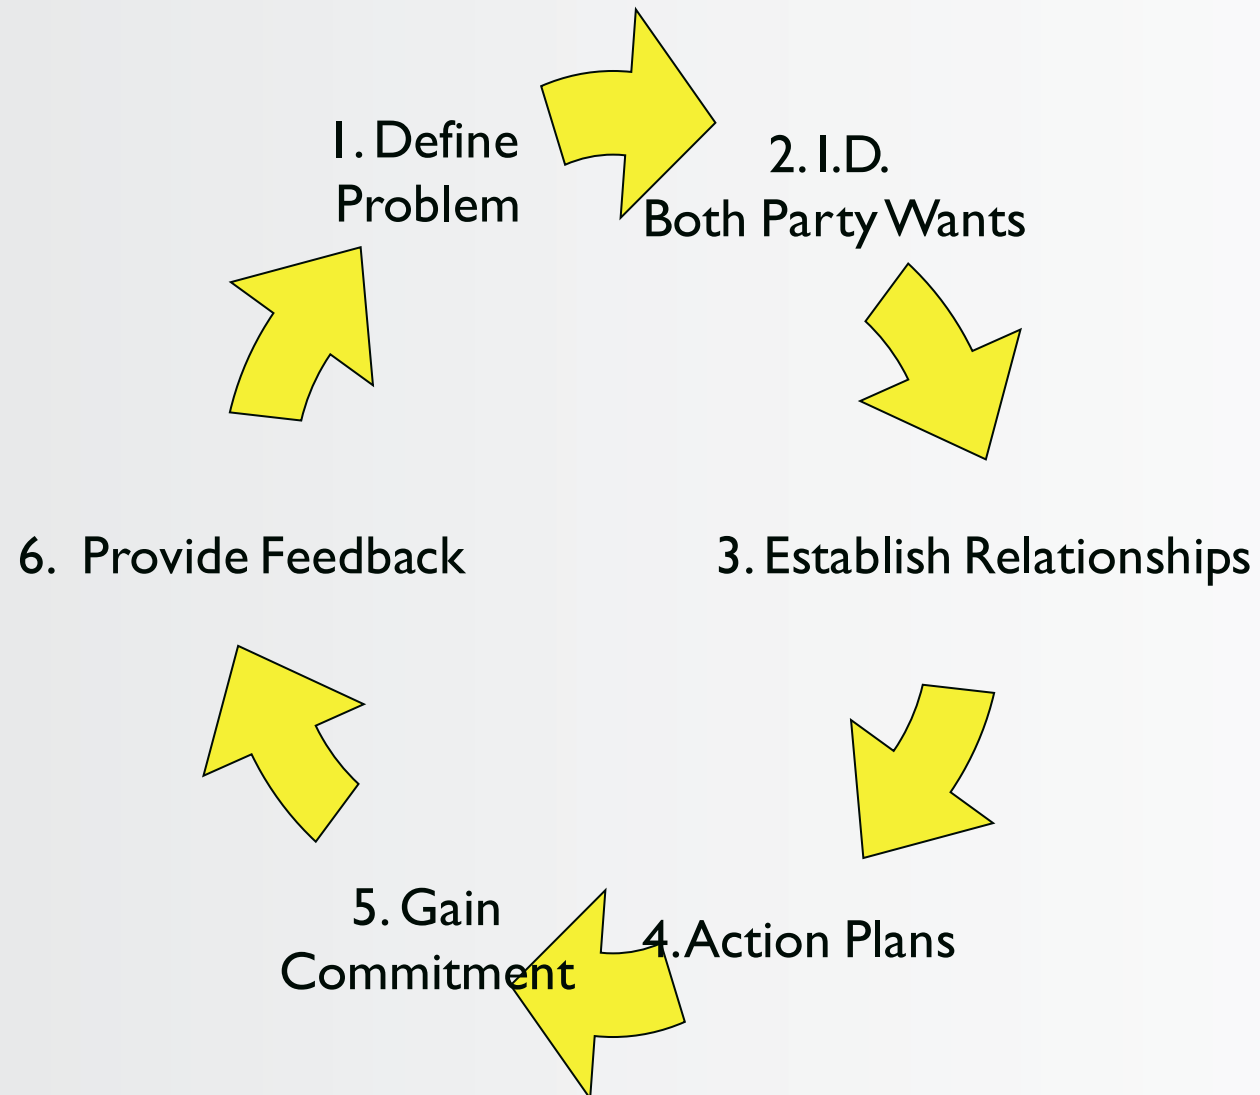 1. Define
Problem
2. I.D.
Both Party Wants
3. Establish Relationships
4. Action Plans
5. Gain
Commitment
6. Provide Feedback